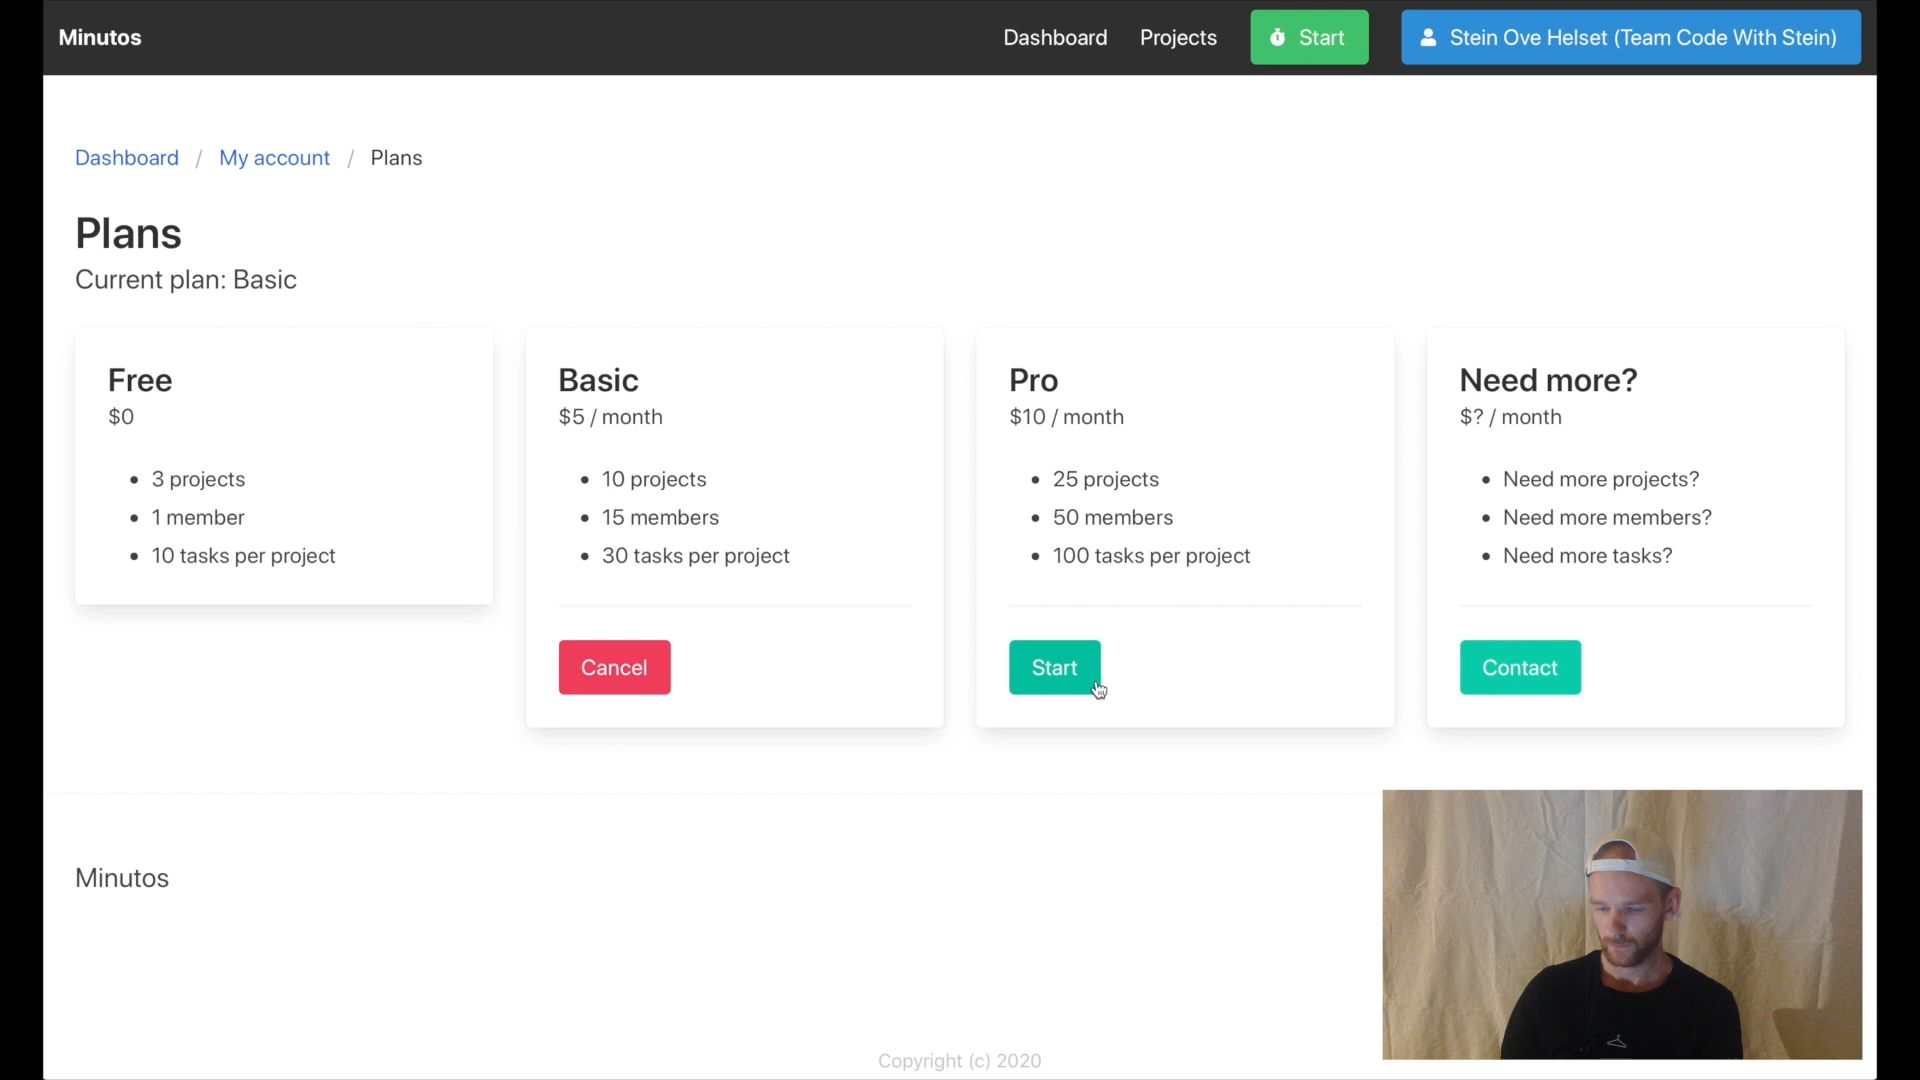 Minutos
Dashboard
Projects
Start
Stein Ove Helset (Team Code With Stein)
Dashboard / My account / Plans
Plans
Current plan: Basic
Free
$0
3 projects
1 member
10 tasks per project
Basic
$5 / month
10 projects
15 members
30 tasks per project
Cancel
Pro
$10 / month
25 projects
50 members
100 tasks per project
Start
Need more?
$? / month
Need more projects?
Need more members?
Need more tasks?
Contact
Minutos
Copyright (c) 2020